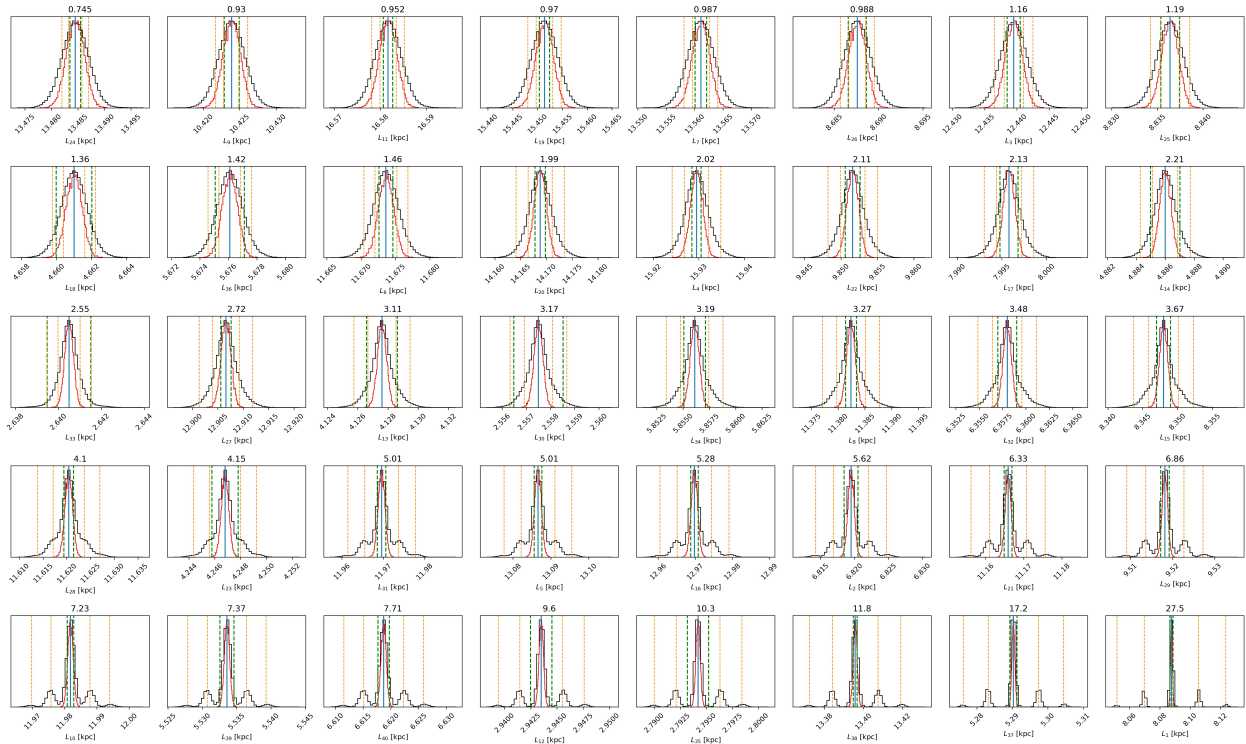 0.745 0.93 0.952 0.97 0.987 0.988 1.16 1.19
13.475 13.480 13.485 13.490 13.495 10.420 10.425 10.430 16.57 16.58 16.59 15.440 15.445 15.450 15.455 15.460 15.465 13.550 13.555 13.560 13.565 13.570 8.685 8.690 8.695 12.430 12.435 12.440 12.445 12.450 8.830 8.835 8.840
L24 [kpc] L9 [kpc] L11 [kpc] L19 [kpc] L7 [kpc] L26 [kpc] L3 [kpc] L25 [kpc]
1.36 1.42 1.46 1.99 2.02 2.11 2.13 2.21
4.658 4.660 4.662 4.664 5.672 5.674 5.676 5.678 5.680 11.665 11.670 11.675 11.680 14.160 14.165 14.170 14.175 14.180 15.92 15.93 15.94 9.845 9.850 9.855 9.860 7.990 7.995 8.000 4.882 4.884 4.886 4.888 4.890
L18 [kpc] L36 [kpc] L6 [kpc] L20 [kpc] L4 [kpc] L22 [kpc] L17 [kpc] L14 [kpc]
2.55 2.72 3.11 3.17 3.19 3.27 3.48 3.67
2.638 2.640 2.642 2.644 12.900 12.905 12.910 12.915 12.920 4.124 4.126 4.128 4.130 4.132 2.556 2.557 2.558 2.559 2.560 5.8525 5.8550 5.8575 5.8600 5.8625 11.375 11.380 11.385 11.390 11.395 6.3525 6.3550 6.3575 6.3600 6.3625 6.3650 8.340 8.345 8.350 8.355
L33 [kpc] L27 [kpc] L13 [kpc] L30 [kpc] L34 [kpc] L8 [kpc] L32 [kpc] L15 [kpc]
4.1 4.15 5.01 5.01 5.28 5.62 6.33 6.86
11.610 11.615 11.620 11.625 11.630 11.635 4.244 4.246 4.248 4.250 4.252 11.96 11.97 11.98 13.08 13.09 13.10 12.96 12.97 12.98 12.99 6.815 6.820 6.825 6.830 11.16 11.17 11.18 9.51 9.52 9.53
L28 [kpc] L23 [kpc] L31 [kpc] L5 [kpc] L16 [kpc] L2 [kpc] L21 [kpc] L29 [kpc]
7.23 7.37 7.71 9.6 10.3 11.8 17.2 27.5
11.97 11.98 11.99 12.00 5.525 5.530 5.535 5.540 5.545 6.610 6.615 6.620 6.625 6.630 2.9400 2.9425 2.9450 2.9475 2.9500 2.7900 2.7925 2.7950 2.7975 2.8000 13.38 13.40 13.42 5.28 5.29 5.30 5.31 8.06 8.08 8.10 8.12
L10 [kpc] L39 [kpc] L40 [kpc] L12 [kpc] L35 [kpc] L38 [kpc] L37 [kpc] L1 [kpc]